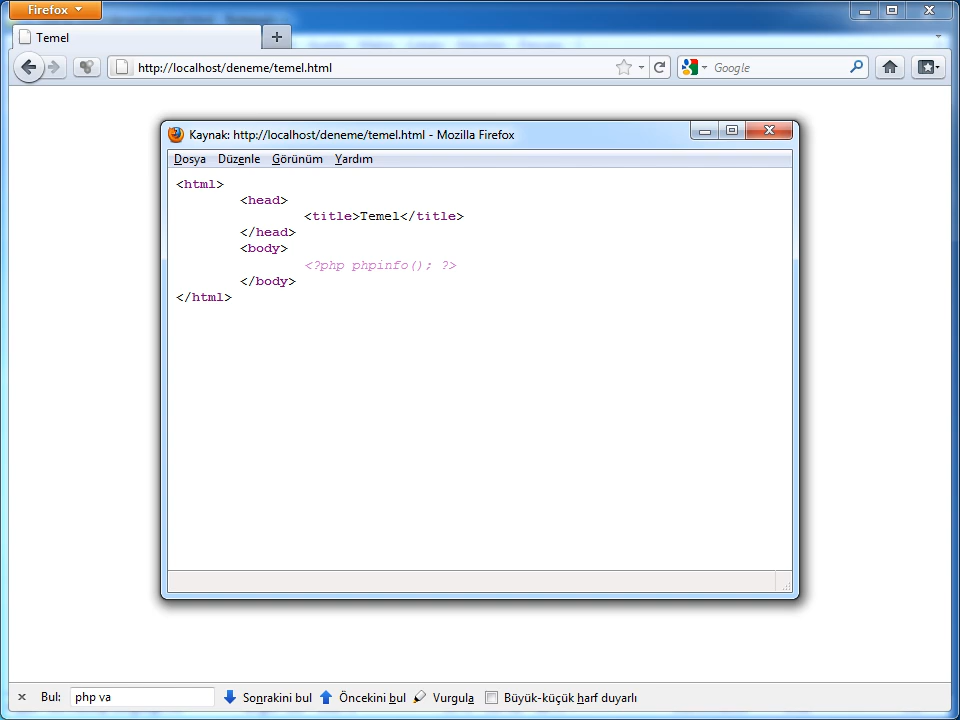 Firefox
Temel
http://localhost/deneme/temel.html
Google
Kaynak: http://localhost/deneme/temel.html - Mozilla Firefox
Dosya Düzenle Görünüm Yardım
<html>
<head>
<title>Temel</title>
</head>
<body>
<?php phpinfo(); ?>
</body>
</html>
Bul: php va Sonrakini bul Öncekini bul Vurgula Büyük-küçük harf duyarlı